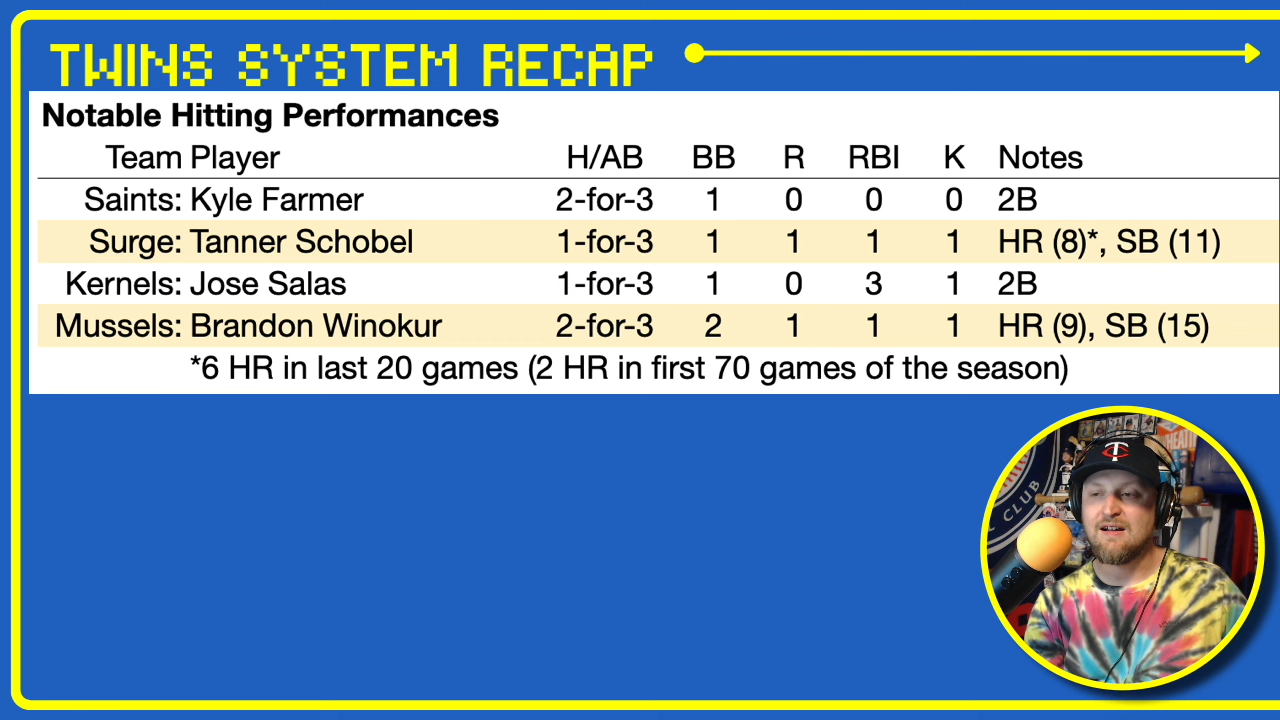 TWINS SYSTEM RECAP
Notable Hitting Performances
Team Player H/AB BB R RBI K Notes
Saints: Kyle Farmer 2-for-3 1 0 0 0 2B
Surge: Tanner Schobel 1-for-3 1 1 1 1 HR (8)*, SB (11)
Kernels: Jose Salas 1-for-3 1 0 3 1 2B
Mussels: Brandon Winokur 2-for-3 2 1 1 1 HR (9), SB (15)
*6 HR in last 20 games (2 HR in first 70 games of the season)
CLUB
TC